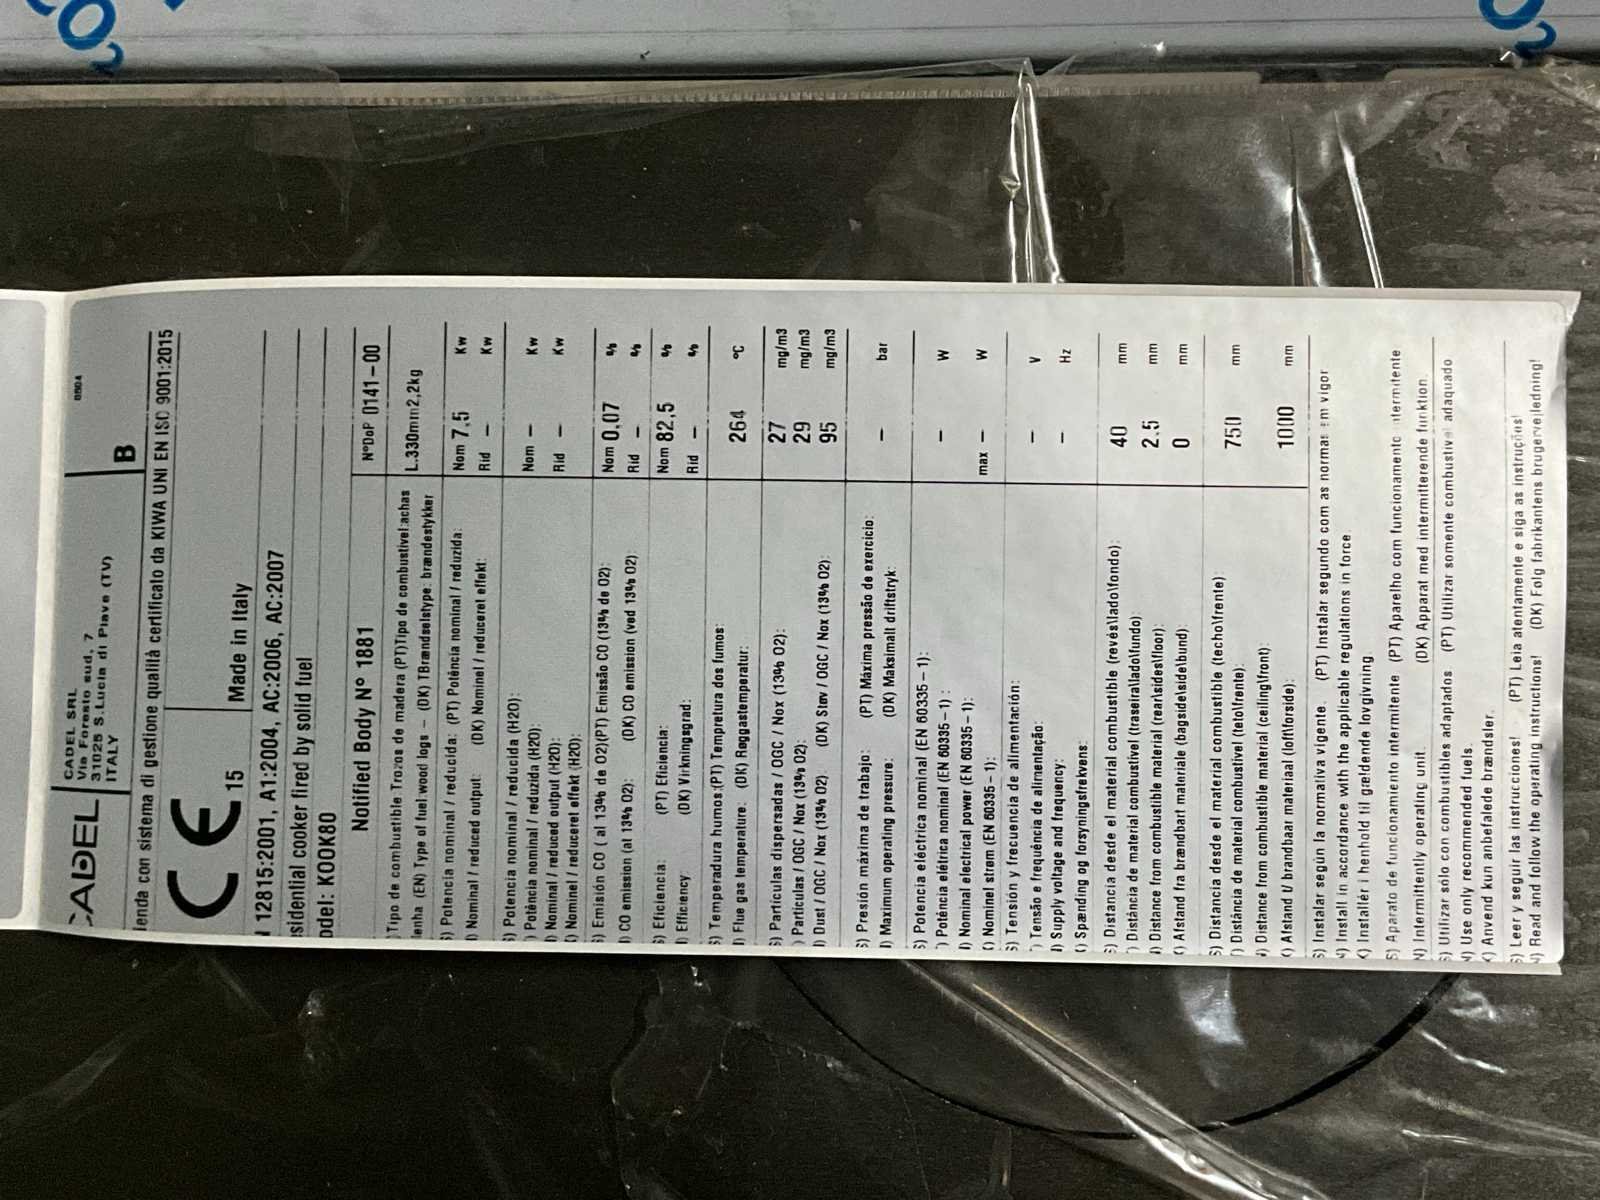 CADEL
CADEL SRL
Via Foresto sud, 7
31025 S.Lucia di Piave (TV)
ITALY
B
8504
ienda con sistema di gestione qualità certificato da KIWA UNI EN ISO 9001:2015
CE 15
Made in Italy
12815:2001, A1:2004, AC:2006, AC:2007
sidential cooker fired by solid fuel
odel: KOOK80
Notified Body N° 1881
N°DoP 0141-00
) Tipo de combustible Trozos de madera (PT)Tipo de combustível:achas
lenha (EN) Type of fuel wood logs - (DK) TBrændselstype: brændestykker
L.330mm2,2kg
S) Potencia nominal / reducida: (PT) Potência nominal / reduzida:
Nom 7,5 Kw
) Nominal / reduced output: (DK) Nominel / reduceret effekt:
Rid - Kw
S) Potencia nominal / reducida (H2O):
) Potência nominal / reduzida (H2O):
Nom - Kw
) Nominal / reduced output (H2O):
Rid - Kw
() Nominel / reduceret effekt (H2O):
S) Emisión CO ( al 13% de O2)(PT) Emissão CO (13% de O2):
Nom 0,07 %
) CO emission (al 13% O2): (DK) CO emission (ved 13% O2)
Rid - %
S) Eficiencia: (PT) Eficiencia:
Nom 82,5 %
) Efficiency (DK) Virkningsgrad:
Rid - %
S) Temperadura humos:(PT) Tempretura dos fumos:
) Flue gas temperature: (DK) Røggastemperatur:
264 °C
S) Particulas dispersadas / OGC / Nox (13% O2):
27 mg/m3
) Particulas / OGC / Nox (13% O2):
29 mg/m3
) Dust / OGC / Nox (13% O2): (DK) Støv / OGC / Nox (13% O2)
95 mg/m3
S) Presión máxima de trabajo: (PT) Máxima pressão de exercicio:
) Maximum operating pressure: (DK) Maksimalt driftstryk:
- bar
S) Potencia eléctrica nominal (EN 60335-1):
) Potência elétrica nominal (EN 60335-1) :
- W
) Nominal electrical power (EN 60335-1):
() Nominel strøm (EN 60335-1):
max - W
S) Tensión y frecuencia de alimentación:
) Tensão e frequência de alimentação:
- V
) Supply voltage and frequency:
- Hz
() Spænding og forsyningsfrekvens:
S) Distancia desde el material combustible (revés\lado\fondo):
40 mm
) Distância de material combustível (traseira\lado\fundo):
2.5 mm
) Distance from combustible material (rear\sides\floor):
0 mm
() Afstand fra brændbart materiale (bagside\side\bund):
S) Distancia desde el material combustible (techo\frente):
) Distância de material combustível (teto\frente):
750 mm
) Distance from combustible material (ceiling\front):
() Afstand U brandbaar materiaal (loft\forside):
1000 mm
S) Instalar según la normativa vigente. (PT) Instalar segundo com as normas em vigor
N) Install in accordance with the applicable regulations in force.
K) Installér i henhold til gældende lovgivning
S) Aparato de funcionamiento intermitente (PT) Aparelho com funcionamento intermitente
N) Intermittently operating unit. (DK) Apparat med intermitterende funktion.
S) Utilizar sólo con combustibles adaptados (PT) Utilizar somente combustivel adaquado
N) Use only recommended fuels.
K) Anvend kun anbefalede brændsler.
S) Leer y seguir las instrucciones! (PT) Leia atentamente e siga as instruções!
N) Read and follow the operating instructions! (DK) Følg fabrikantens brugervejledning!